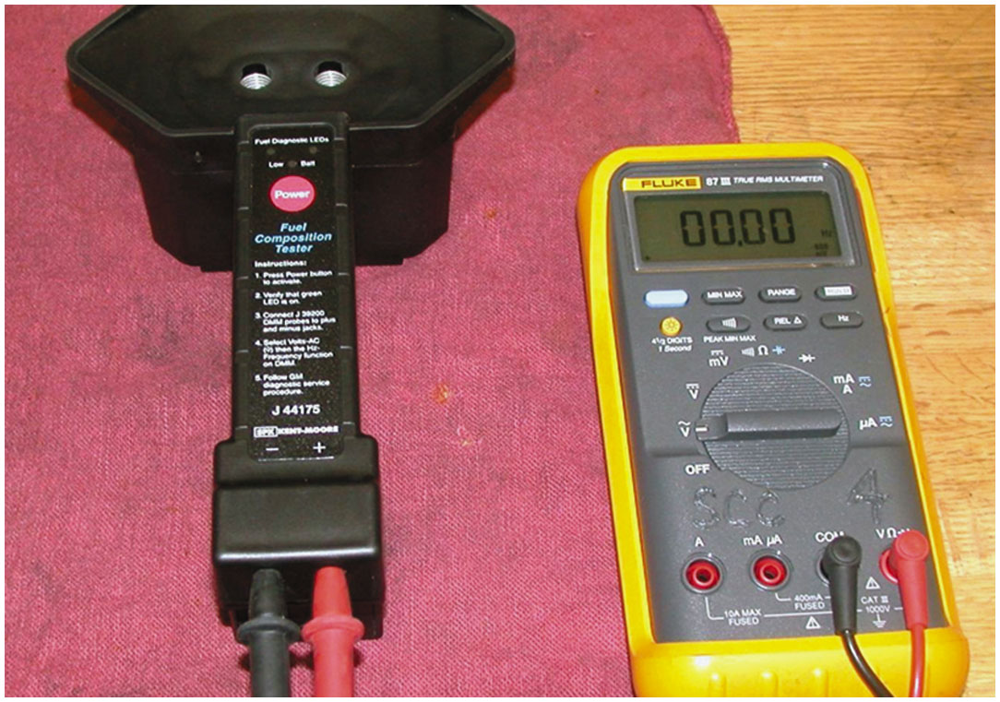 Fuel Diagnostic LEDs
Low Batt
Power
Fuel
Composition
Tester
Instructions:
1. Press Power button
to activate.
2. Verify that green
LED is on.
3. Connect J 39200
DMM probes to plus
and minus jacks.
4. Select Volts-AC
(Ṽ) then the Hz-
Frequency function
on DMM.
5. Follow GM
diagnostic service
procedure.
J 44175
SPX KENT-MOORE
− +
FLUKE 87 III TRUE RMS MULTIMETER
00.00 Hz
MIN MAX RANGE
4½ DIGITS
1 Second
PEAK MIN MAX
REL Δ Hz
mV Ω
V
mA
A
V
µA
OFF
SCC 4
A mA µA COM V Ω
400mA
FUSED
10A MAX
FUSED
CAT III
1000V